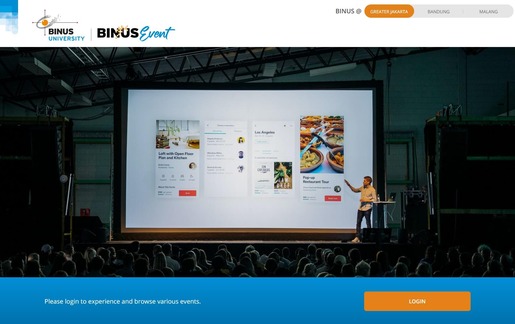 BINUS @ GREATER JAKARTA BANDUNG MALANG
BINUS UNIVERSITY
BINUS Event
Left with Open Floor
Plan and Kitchen
Los Angeles
Pop-up
Restaurant Tour
Please login to experience and browse various events.
LOGIN